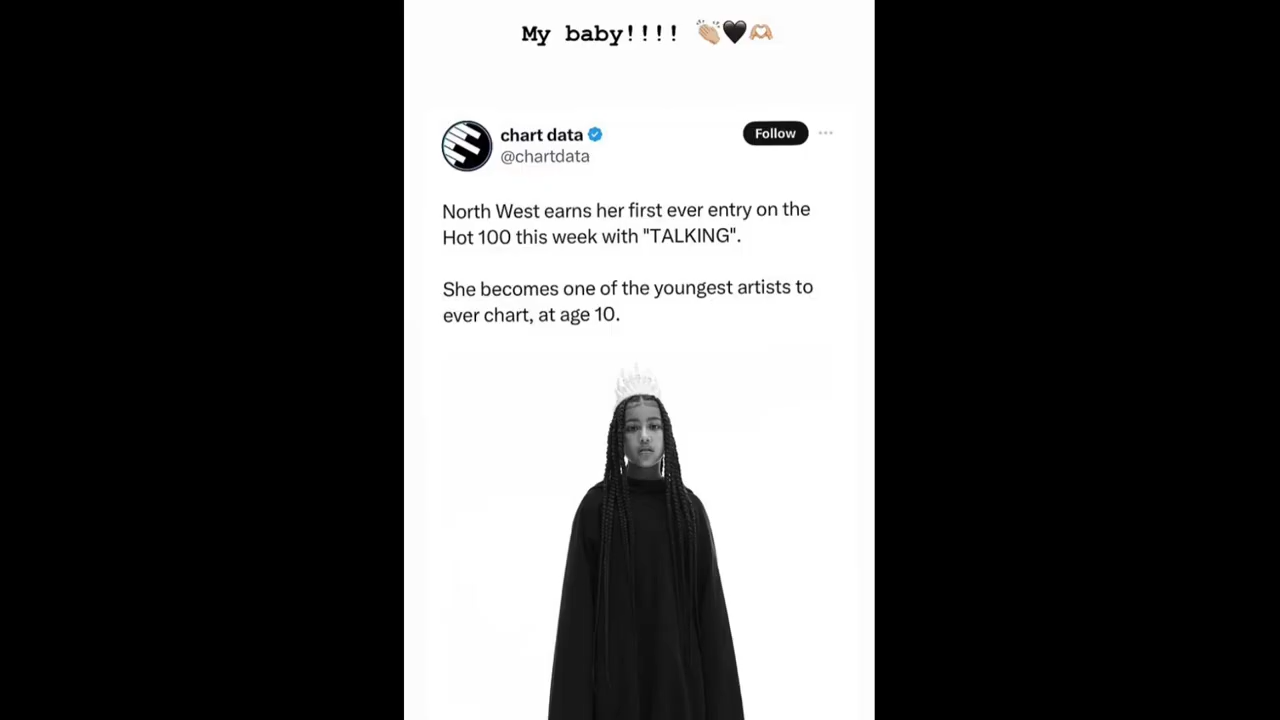 My baby!!!! 👏🏼🖤🫶🏼
chart data
@chartdata
Follow
North West earns her first ever entry on the
Hot 100 this week with "TALKING".
She becomes one of the youngest artists to
ever chart, at age 10.